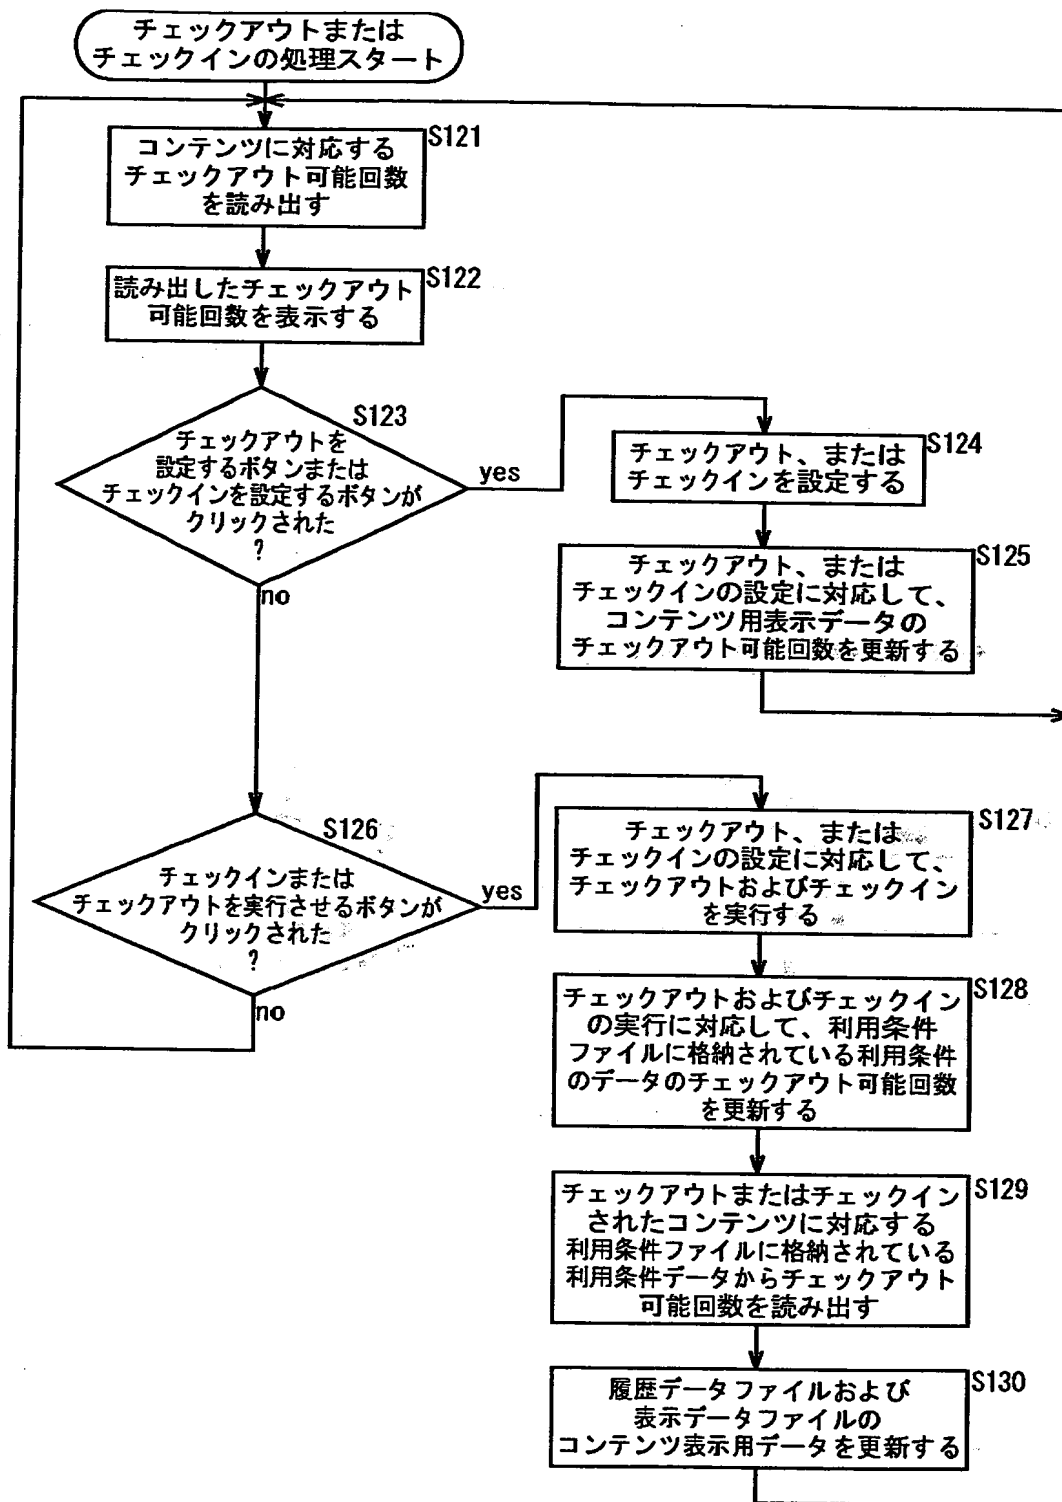 チェックアウトまたは
チェックインの処理スタート
S121
コンテンツに対応する
チェックアウト可能回数
を読み出す
S122
読み出したチェックアウト
可能回数を表示する
S123
チェックアウトを
設定するボタンまたは
チェックインを設定するボタンが
クリックされた
?
yes
no
S124
チェックアウト、または
チェックインを設定する
S125
チェックアウト、または
チェックインの設定に対応して、
コンテンツ用表示データの
チェックアウト可能回数を更新する
S126
チェックインまたは
チェックアウトを実行させるボタンが
クリックされた
?
yes
no
S127
チェックアウト、または
チェックインの設定に対応して、
チェックアウトおよびチェックイン
を実行する
S128
チェックアウトおよびチェックイン
の実行に対応して、利用条件
ファイルに格納されている利用条件
のデータのチェックアウト可能回数
を更新する
S129
チェックアウトまたはチェックイン
されたコンテンツに対応する
利用条件ファイルに格納されている
利用条件データからチェックアウト
可能回数を読み出す
S130
履歴データファイルおよび
表示データファイルの
コンテンツ表示用データを更新する